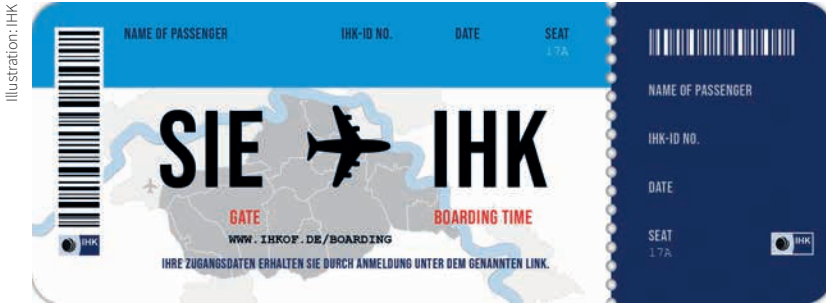 Illustration: IHK
NAME OF PASSENGER IHK-ID NO. DATE SEAT
17A
SIE IHK
GATE BOARDING TIME
WWW.IHKOF.DE/BOARDING
IHRE ZUGANGSDATEN ERHALTEN SIE DURCH ANMELDUNG UNTER DEM GENANNTEN LINK.
IHK
NAME OF PASSENGER
IHK-ID NO.
DATE
SEAT
17A
IHK